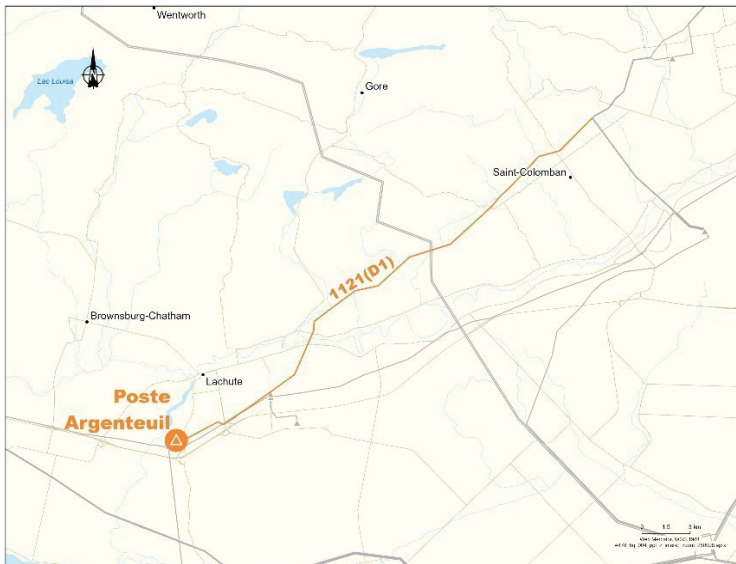 Wentworth
Lac Louisa
N
Gore
Saint-Colomban
1121(D1)
Brownsburg-Chatham
Lachute
Poste
Argenteuil
0 1.5 3 km